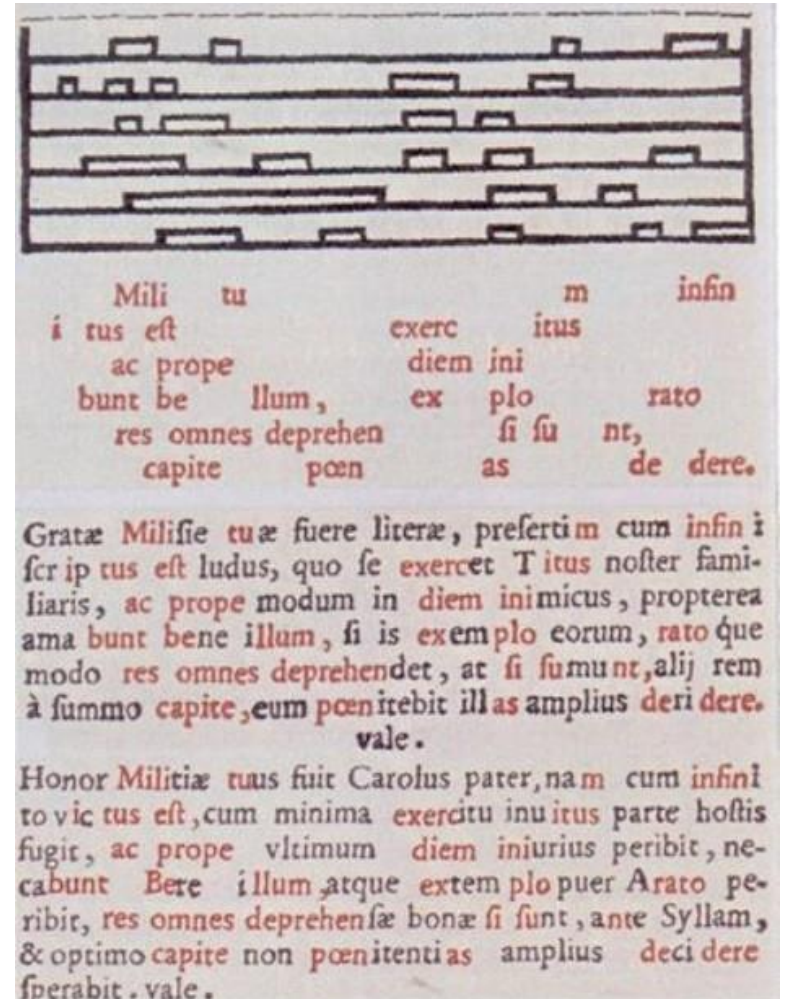 Mili tu m infin
i tus eſt exerc itus
ac prope diem ini
bunt be llum, ex plo rato
res omnes deprehen ſi ſu nt,
capite pœn as de dere.
Gratæ Miliſie tuæ fuere literæ, preſertim cum infin i
ſcr ip tus eſt ludus, quo ſe exercet T itus noſter fami-
liaris, ac prope modum in diem inimicus, propterea
ama bunt bene illum, ſi is exemplo eorum, rato q́ue
modo res omnes deprehendet, at ſi ſumunt, alij rem
à ſummo capite, eum pœnitebit illas amplius deri dere.
vale.
Honor Militiæ tuus fuit Carolus pater, nam cum infini
to vic tus eſt, cum minima exercitu inuitus parte hoſtis
fugit, ac prope vltimum diem iniurius peribit, ne-
cabunt Bere illum atque extem plo puer Arato pe-
ribit, res omnes deprehenſæ bonæ ſi ſunt, ante Syllam,
& optimo capite non pœnitentias amplius deci dere
ſperabit. vale.